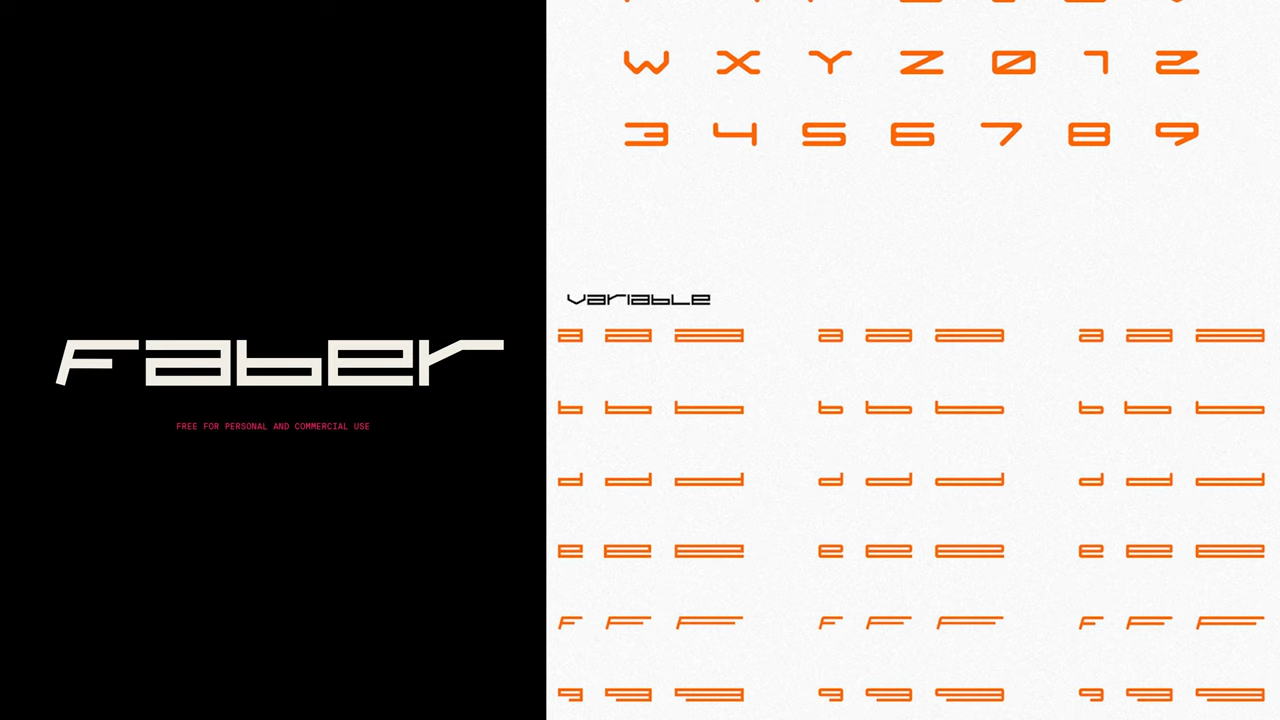 Faber
FREE FOR PERSONAL AND COMMERCIAL USE
W X Y Z 0 1 2
3 4 5 6 7 8 9
variable
a a a a a a a a a
b b b b b b b b b
d d d d d d d d d
e e e e e e e e e
F F F F F F F F F
g g g g g g g g g